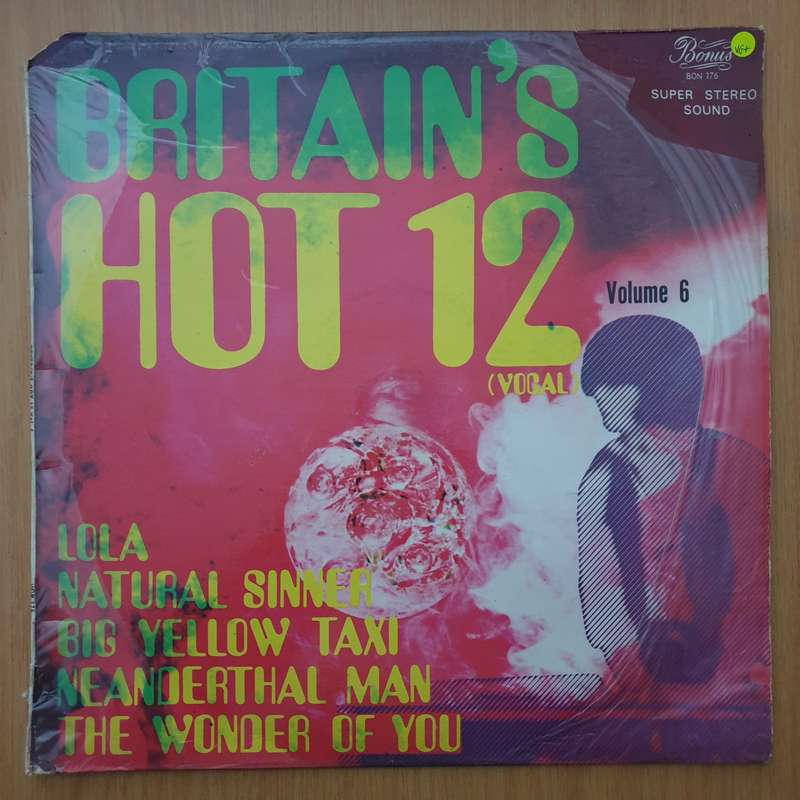 BRITAIN'S
HOT 12
(VOCAL)
Bonus
VG+
BON 176
SUPER STEREO
SOUND
Volume 6
LOLA
NATURAL SINNER
BIG YELLOW TAXI
NEANDERTHAL MAN
THE WONDER OF YOU